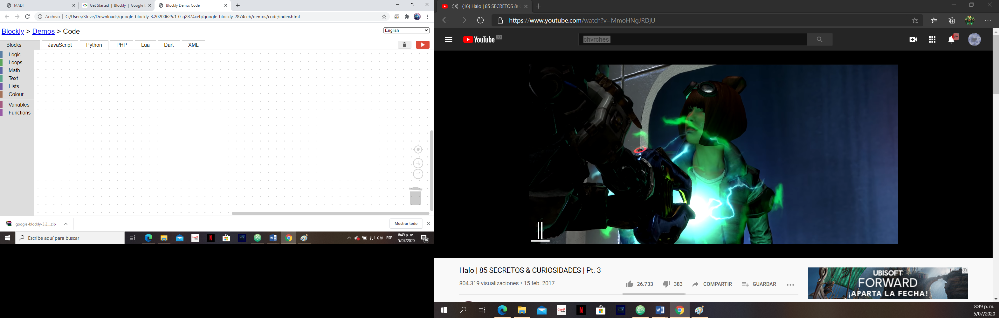 MADI
Get Started | Blockly | Google
Blockly Demo: Code
Archivo | C:/Users/Steve/Downloads/google-blockly-3.20200625.1-0-g2874ceb/google-blockly-2874ceb/demos/code/index.html
Blockly > Demos > Code
English
Blocks
JavaScript
Python
PHP
Lua
Dart
XML
Logic
Loops
Math
Text
Lists
Colour
Variables
Functions
google-blockly-3.2....zip
Mostrar todo
Escribe aquí para buscar
ESP
8:49 p. m.
5/07/2020
16
(16) Halo | 85 SECRETOS &
https://www.youtube.com/watch?v=MmoHNgJRDjU
YouTube CO
chvrches
9+
Halo | 85 SECRETOS & CURIOSIDADES | Pt. 3
804.319 visualizaciones • 15 feb. 2017
26.733
383
COMPARTIR
GUARDAR
UBISOFT
FORWARD
¡APARTA LA FECHA!
8:49 p. m.
5/07/2020